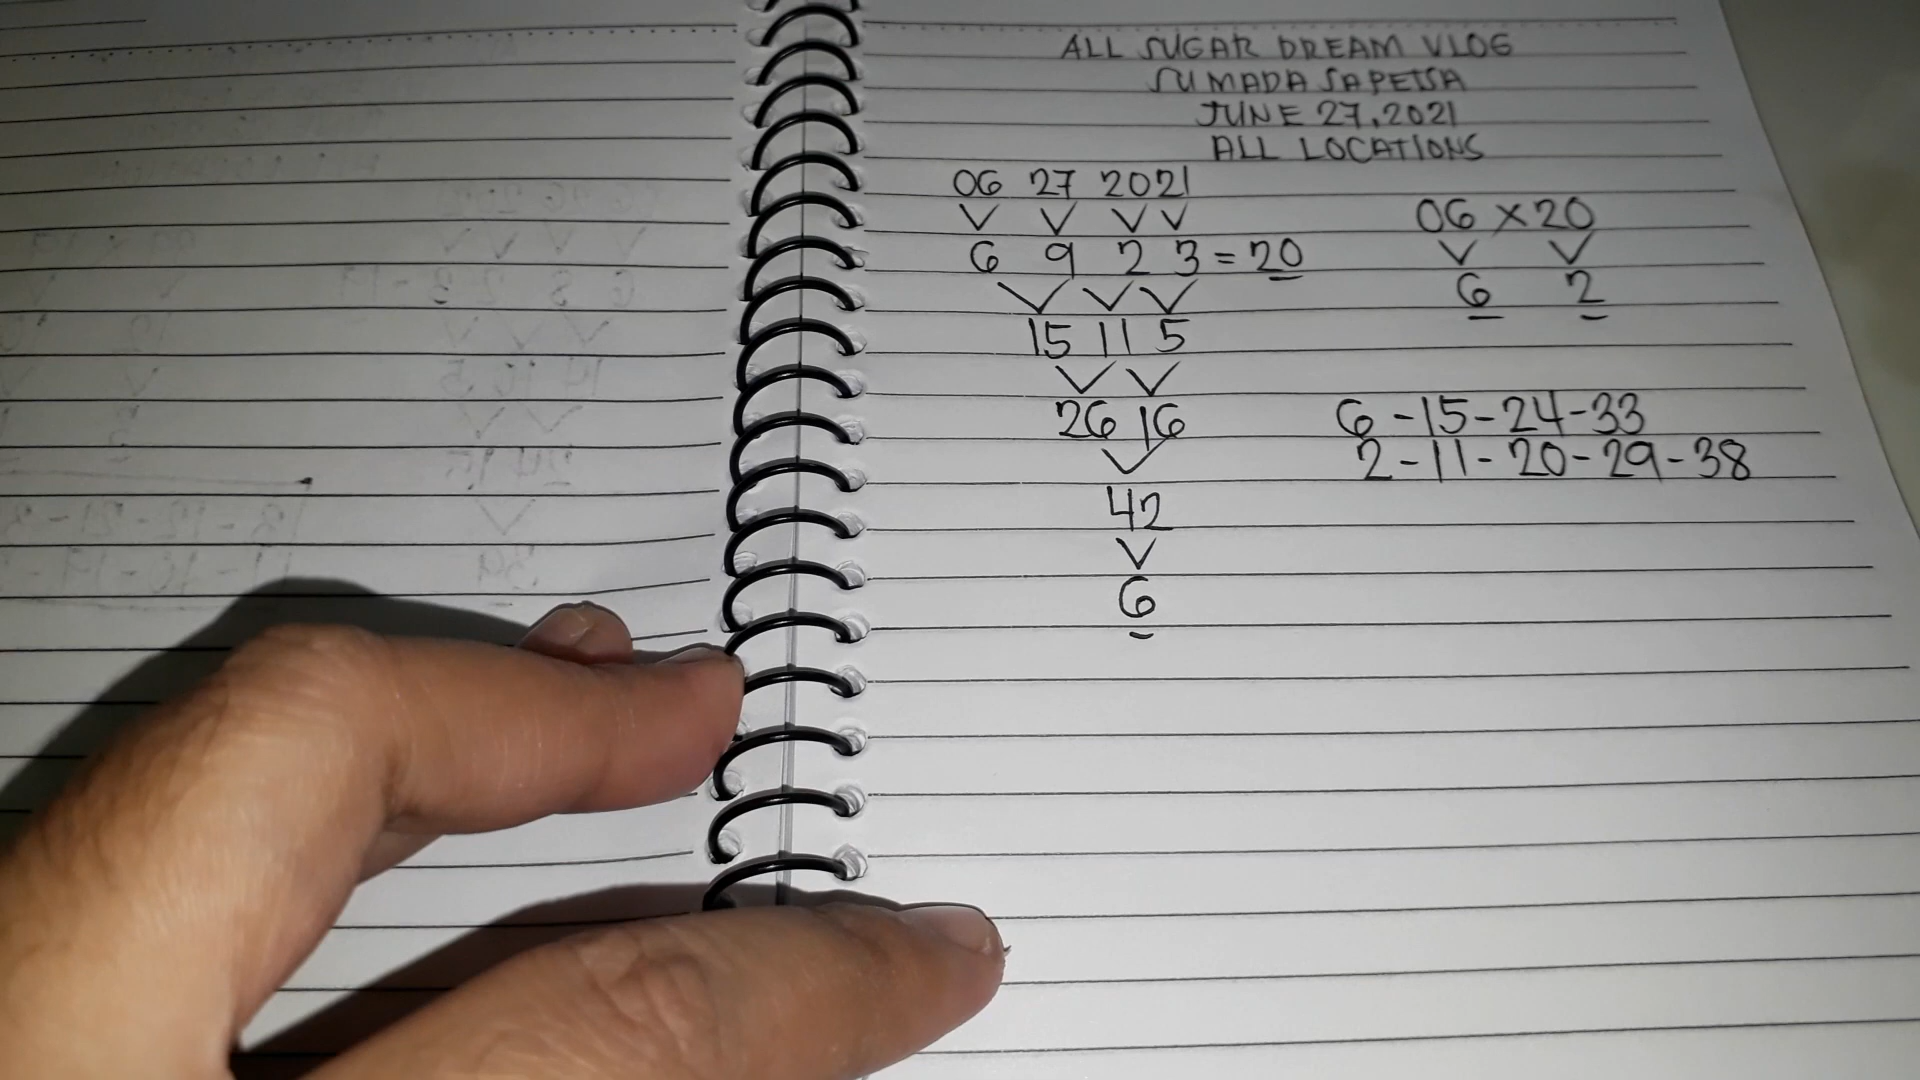 ALL SUGAR DREAM VLOG
SUMADA SA PETSA
JUNE 27, 2021
ALL LOCATIONS
06 27 2021
6 9 2 3 = 20
15 11 5
26 16
42
6
06 x 20
6 2
6 - 15 - 24 - 33
2 - 11 - 20 - 29 - 38